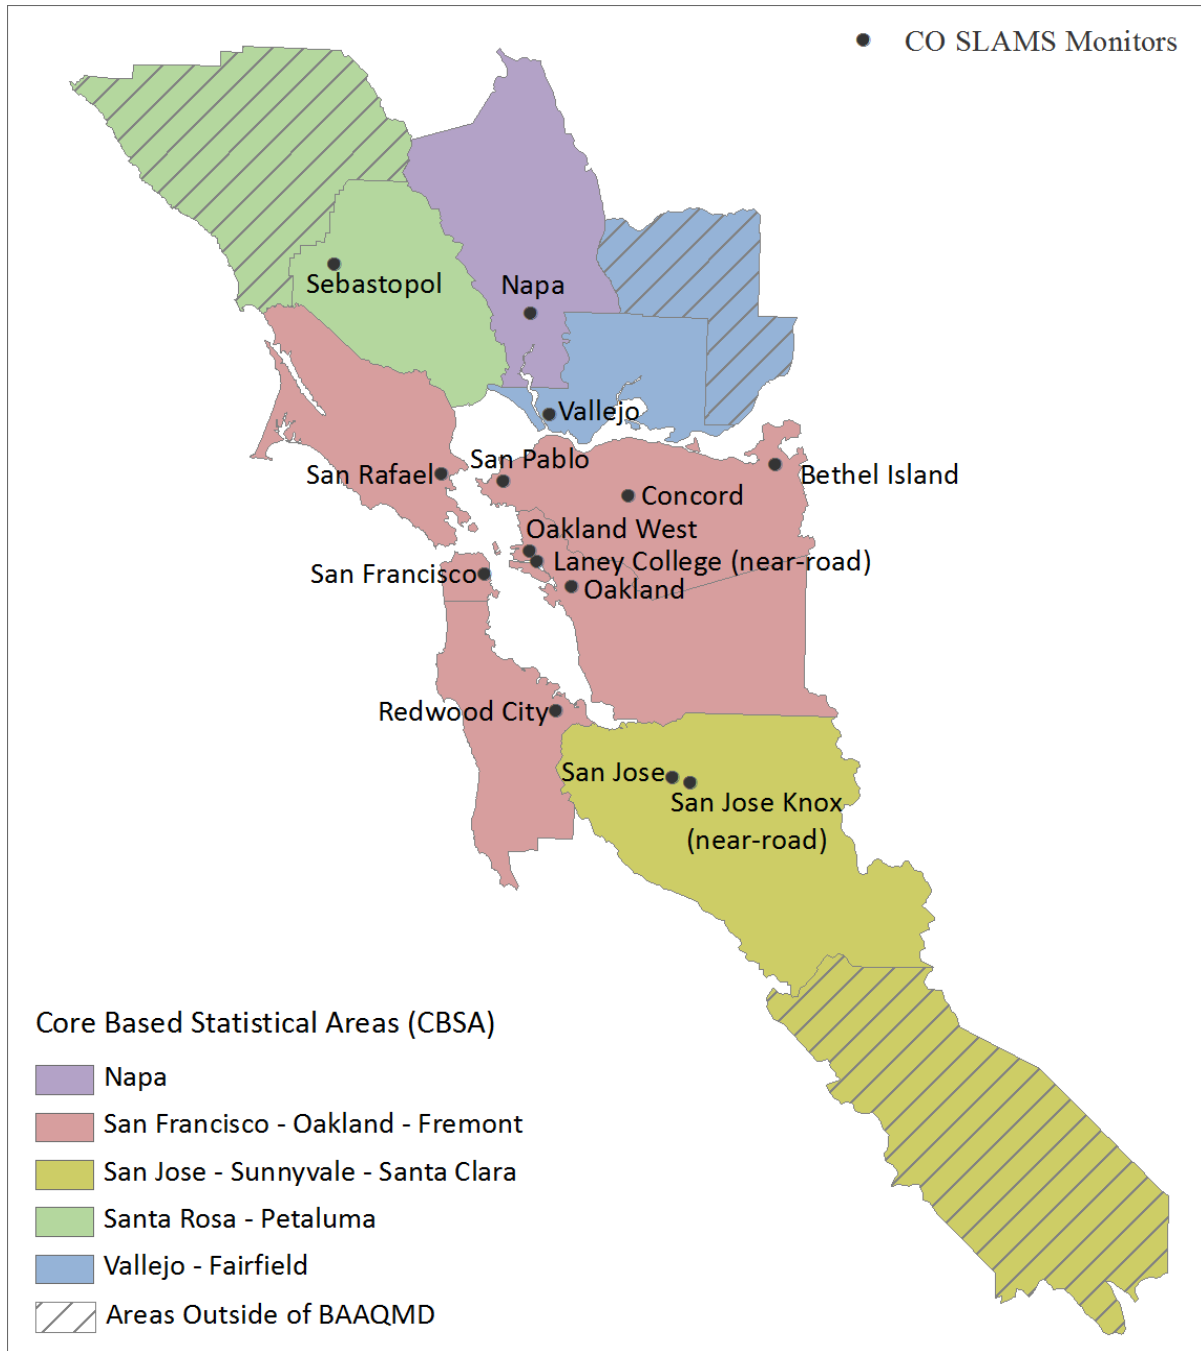 CO SLAMS Monitors
Sebastopol
Napa
Vallejo
San Rafael
San Pablo
Bethel Island
Concord
Oakland West
Laney College (near-road)
San Francisco
Oakland
Redwood City
San Jose
San Jose Knox
(near-road)
Core Based Statistical Areas (CBSA)
Napa
San Francisco - Oakland - Fremont
San Jose - Sunnyvale - Santa Clara
Santa Rosa - Petaluma
Vallejo - Fairfield
Areas Outside of BAAQMD